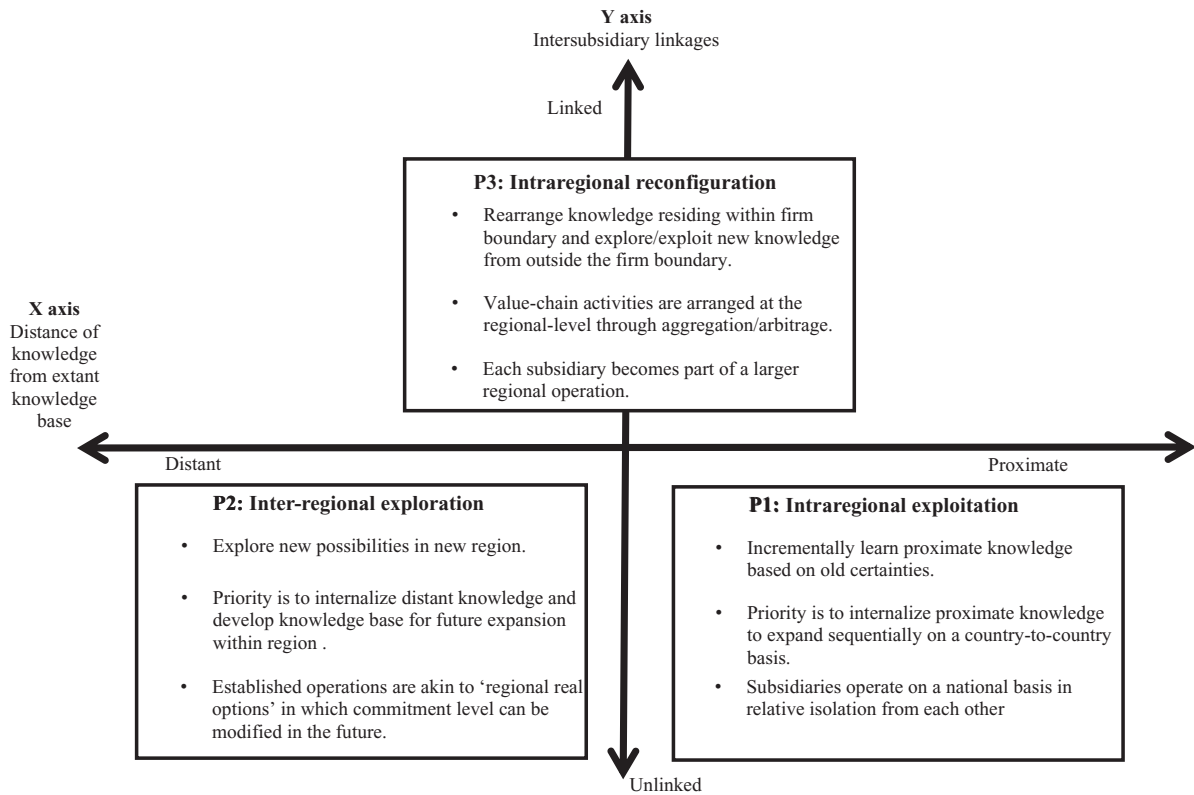 Y axis
Intersubsidiary linkages
Linked
P3: Intraregional reconfiguration
• Rearrange knowledge residing within firm
boundary and explore/exploit new knowledge
from outside the firm boundary.
• Value-chain activities are arranged at the
regional-level through aggregation/arbitrage.
• Each subsidiary becomes part of a larger
regional operation.
X axis
Distance of
knowledge
from extant
knowledge
base
Distant
Proximate
P2: Inter-regional exploration
• Explore new possibilities in new region.
• Priority is to internalize distant knowledge and
develop knowledge base for future expansion
within region .
• Established operations are akin to ‘regional real
options’ in which commitment level can be
modified in the future.
P1: Intraregional exploitation
• Incrementally learn proximate knowledge
based on old certainties.
• Priority is to internalize proximate knowledge
to expand sequentially on a country-to-country
basis.
• Subsidiaries operate on a national basis in
relative isolation from each other
Unlinked